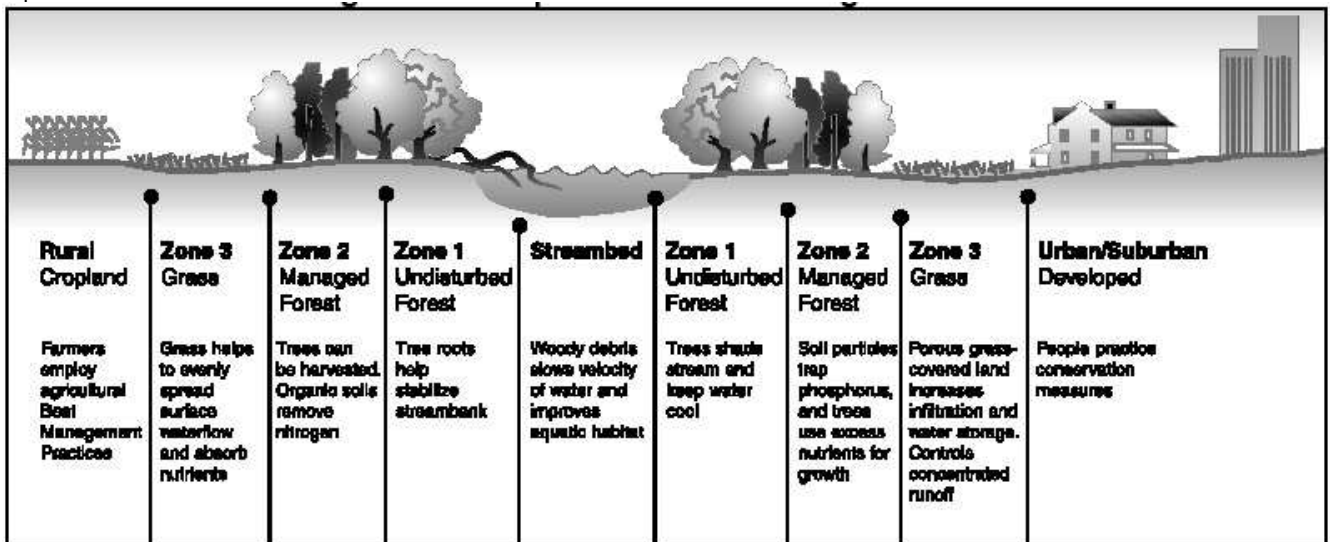 Rural
Cropland
Farmers
employ
agricultural
Best
Management
Practices
Zone 3
Grass
Grass helps
to evenly
spread
surface
waterflow
and absorb
nutrients
Zone 2
Managed
Forest
Trees can
be harvested.
Organic soils
remove
nitrogen
Zone 1
Undisturbed
Forest
Tree roots
help
stabilize
streambank
Streambed
Woody debris
slows velocity
of water and
improves
aquatic habitat
Zone 1
Undisturbed
Forest
Trees shade
stream and
keep water
cool
Zone 2
Managed
Forest
Soil particles
trap
phosphorus,
and trees
use excess
nutrients for
growth
Zone 3
Grass
Porous grass-
covered land
increases
infiltration and
water storage.
Controls
concentrated
runoff
Urban/Suburban
Developed
People practice
conservation
measures